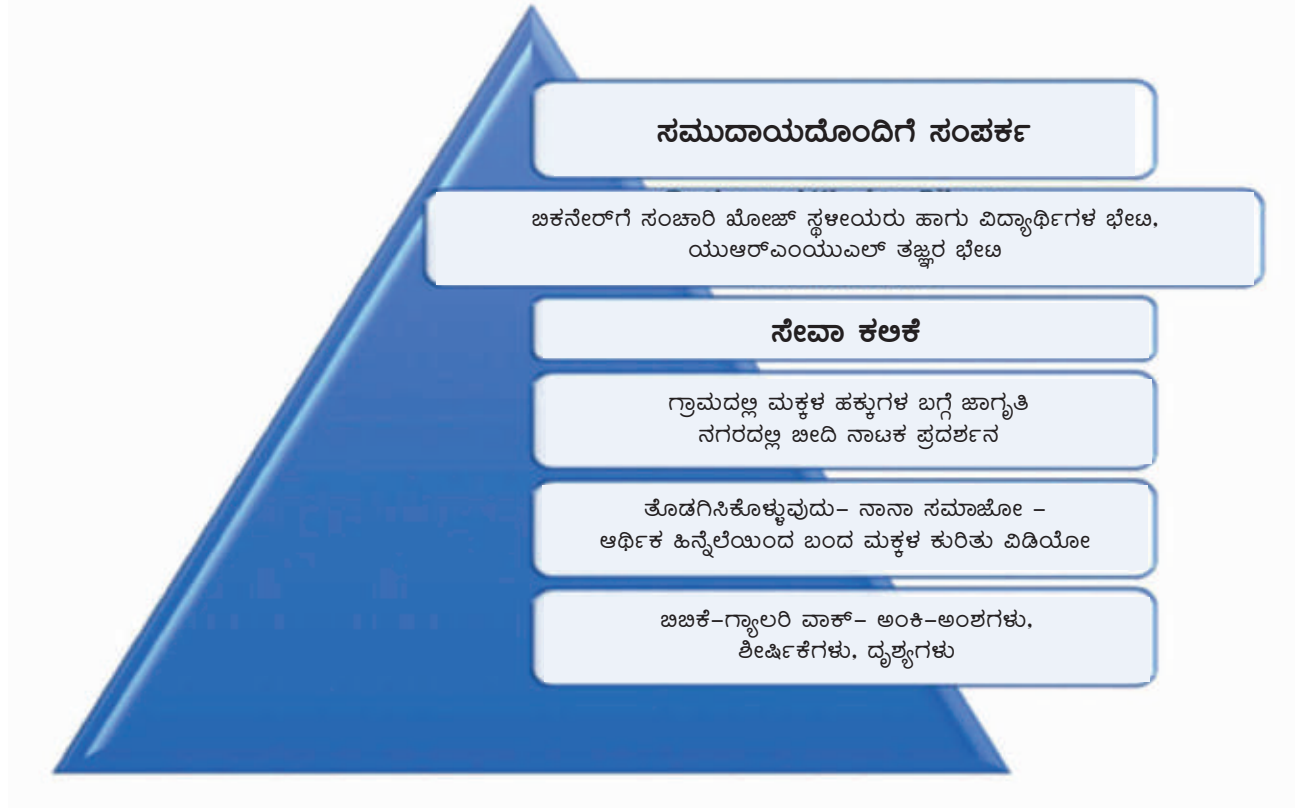 ಸಮುದಾಯದೊಂದಿಗೆ ಸಂಪರ್ಕ
ಬಿಕನೇರ್‌ಗೆ ಸಂಚಾರಿ ಖೋಜ್ ಸ್ಥಳೀಯರು ಹಾಗು ವಿದ್ಯಾರ್ಥಿಗಳ ಭೇಟಿ,
ಯುಆರ್‌ಎಂಯುಎಲ್ ತಜ್ಞರ ಭೇಟಿ
ಸೇವಾ ಕಲಿಕೆ
ಗ್ರಾಮದಲ್ಲಿ ಮಕ್ಕಳ ಹಕ್ಕುಗಳ ಬಗ್ಗೆ ಜಾಗೃತಿ
ನಗರದಲ್ಲಿ ಬೀದಿ ನಾಟಕ ಪ್ರದರ್ಶನ
ತೊಡಗಿಸಿಕೊಳ್ಳುವುದು– ನಾನಾ ಸಮಾಜೋ –
ಆರ್ಥಿಕ ಹಿನ್ನೆಲೆಯಿಂದ ಬಂದ ಮಕ್ಕಳ ಕುರಿತು ವಿಡಿಯೋ
ಬಿಬಿಕೆ–ಗ್ಯಾಲರಿ ವಾಕ್– ಅಂಕಿ–ಅಂಶಗಳು,
ಶೀರ್ಷಿಕೆಗಳು, ದೃಶ್ಯಗಳು